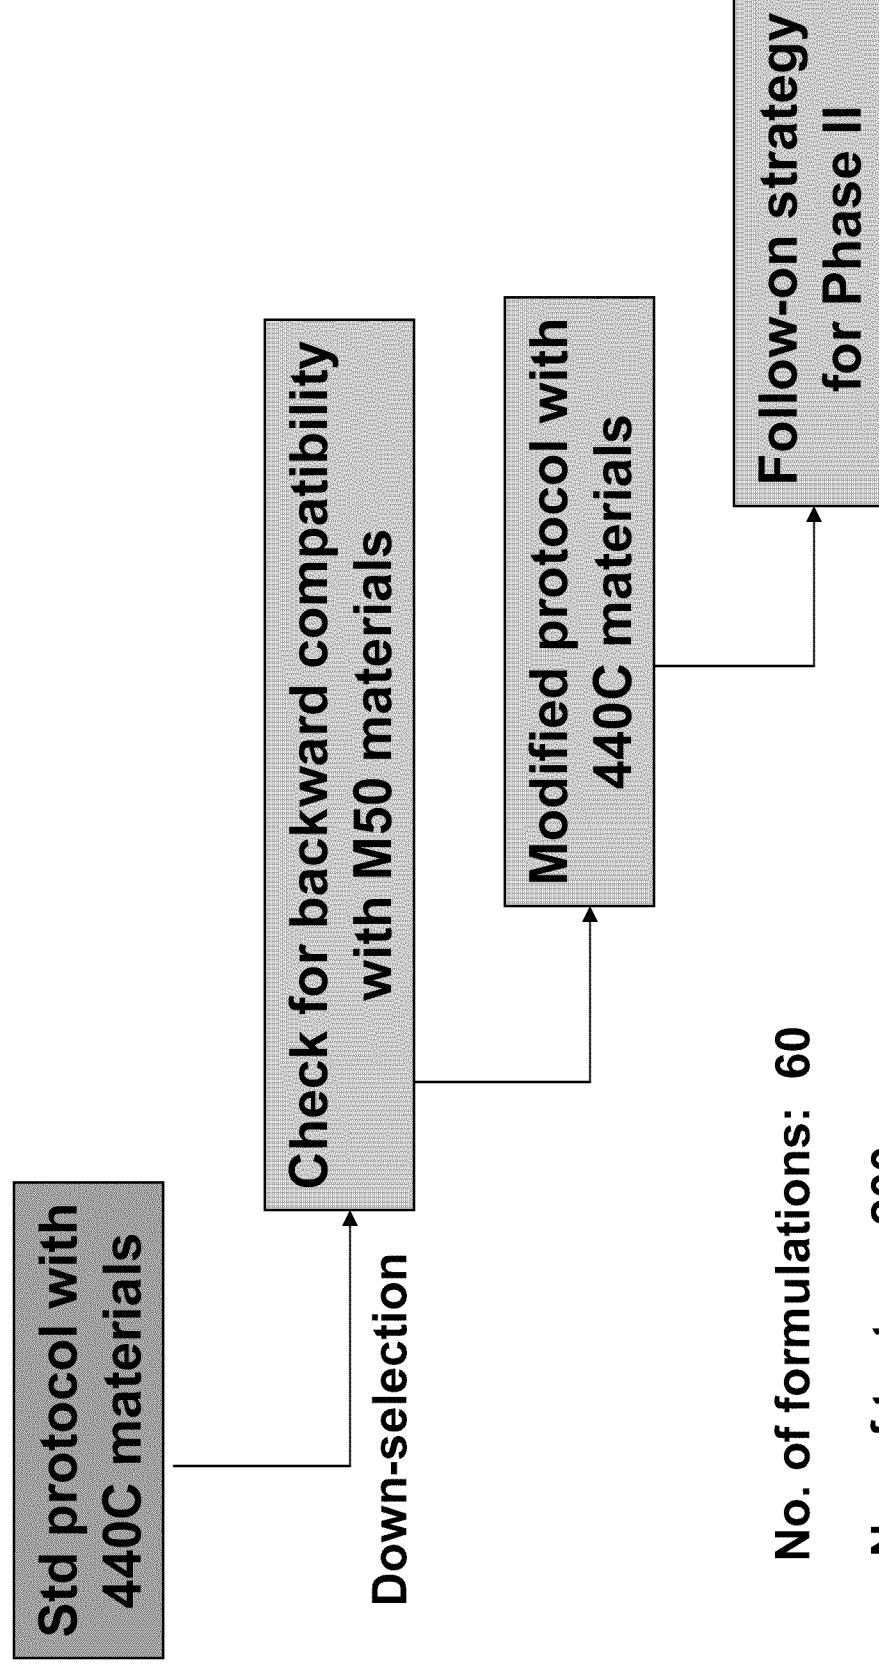 Std protocol with
440C materials
Check for backward compatibility
with M50 materials
Down-selection
Modified protocol with
440C materials
Follow-on strategy
for Phase II
No. of formulations: 60